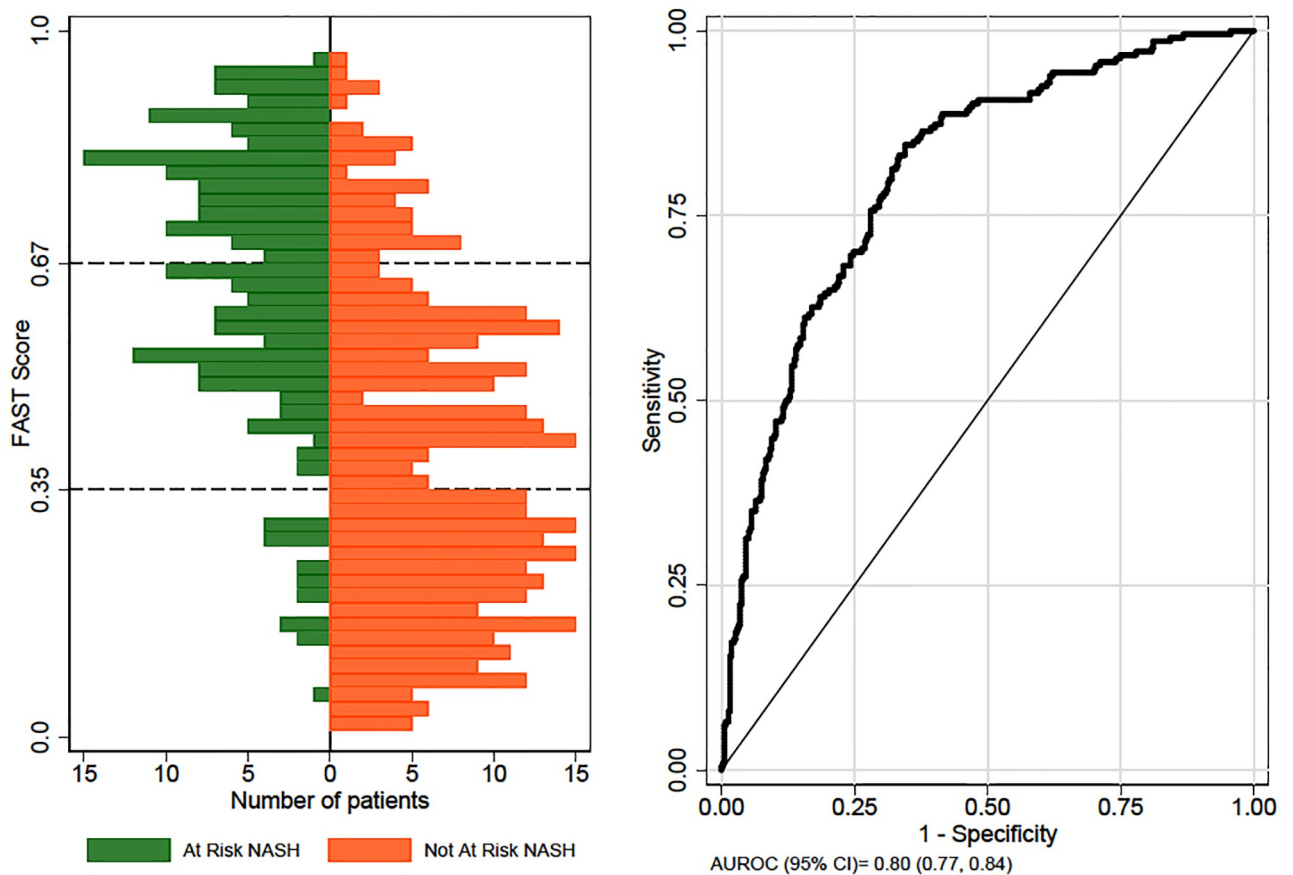 1.0
0.67
0.35
0.0
FAST Score
15 10 5 0 5 10 15
Number of patients
At Risk NASH Not At Risk NASH
1.00
0.75
0.50
0.25
0.00
Sensitivity
0.00 0.25 0.50 0.75 1.00
1 - Specificity
AUROC (95% CI)= 0.80 (0.77, 0.84)